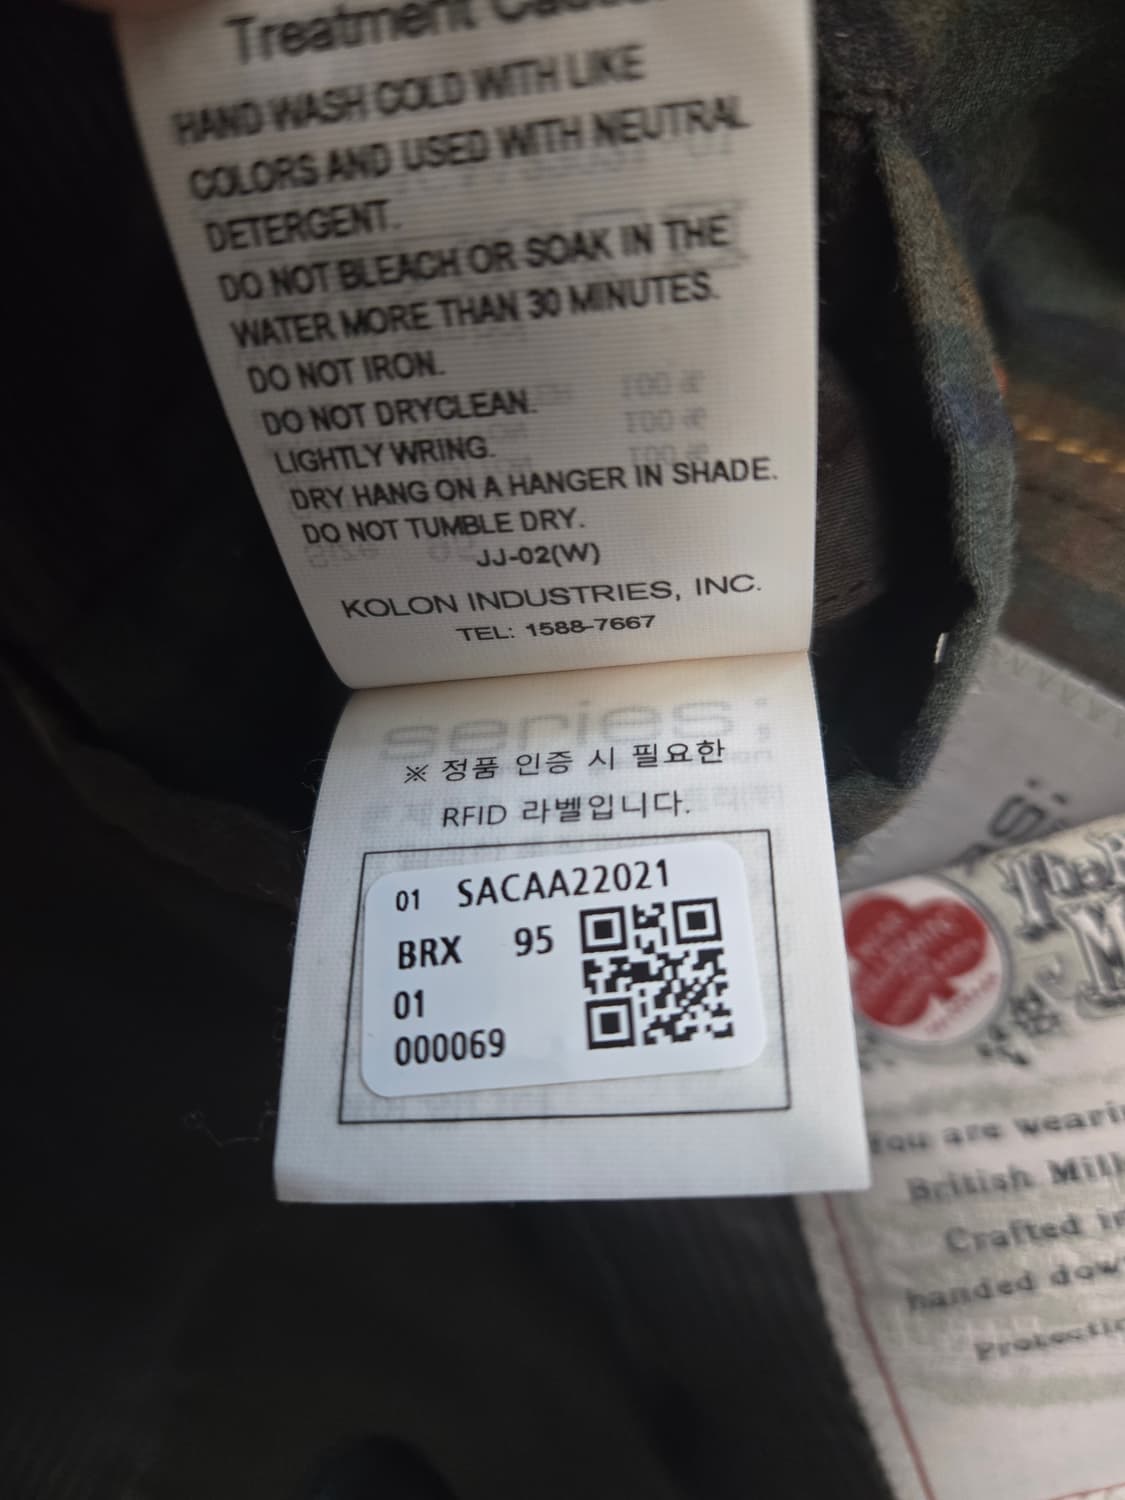 Treatment
HAND WASH COLD WITH LIKE
COLORS AND USED WITH NEUTRAL
DETERGENT.
DO NOT BLEACH OR SOAK IN THE
WATER MORE THAN 30 MINUTES.
DO NOT IRON.
DO NOT DRYCLEAN.
LIGHTLY WRING.
DRY HANG ON A HANGER IN SHADE.
DO NOT TUMBLE DRY.
JJ-02(W)
KOLON INDUSTRIES, INC.
TEL: 1588-7667
series;
※ 정품 인증 시 필요한
RFID 라벨입니다.
01 SACAA22021
BRX 95
01
000069
You are
British
Crafted
handed